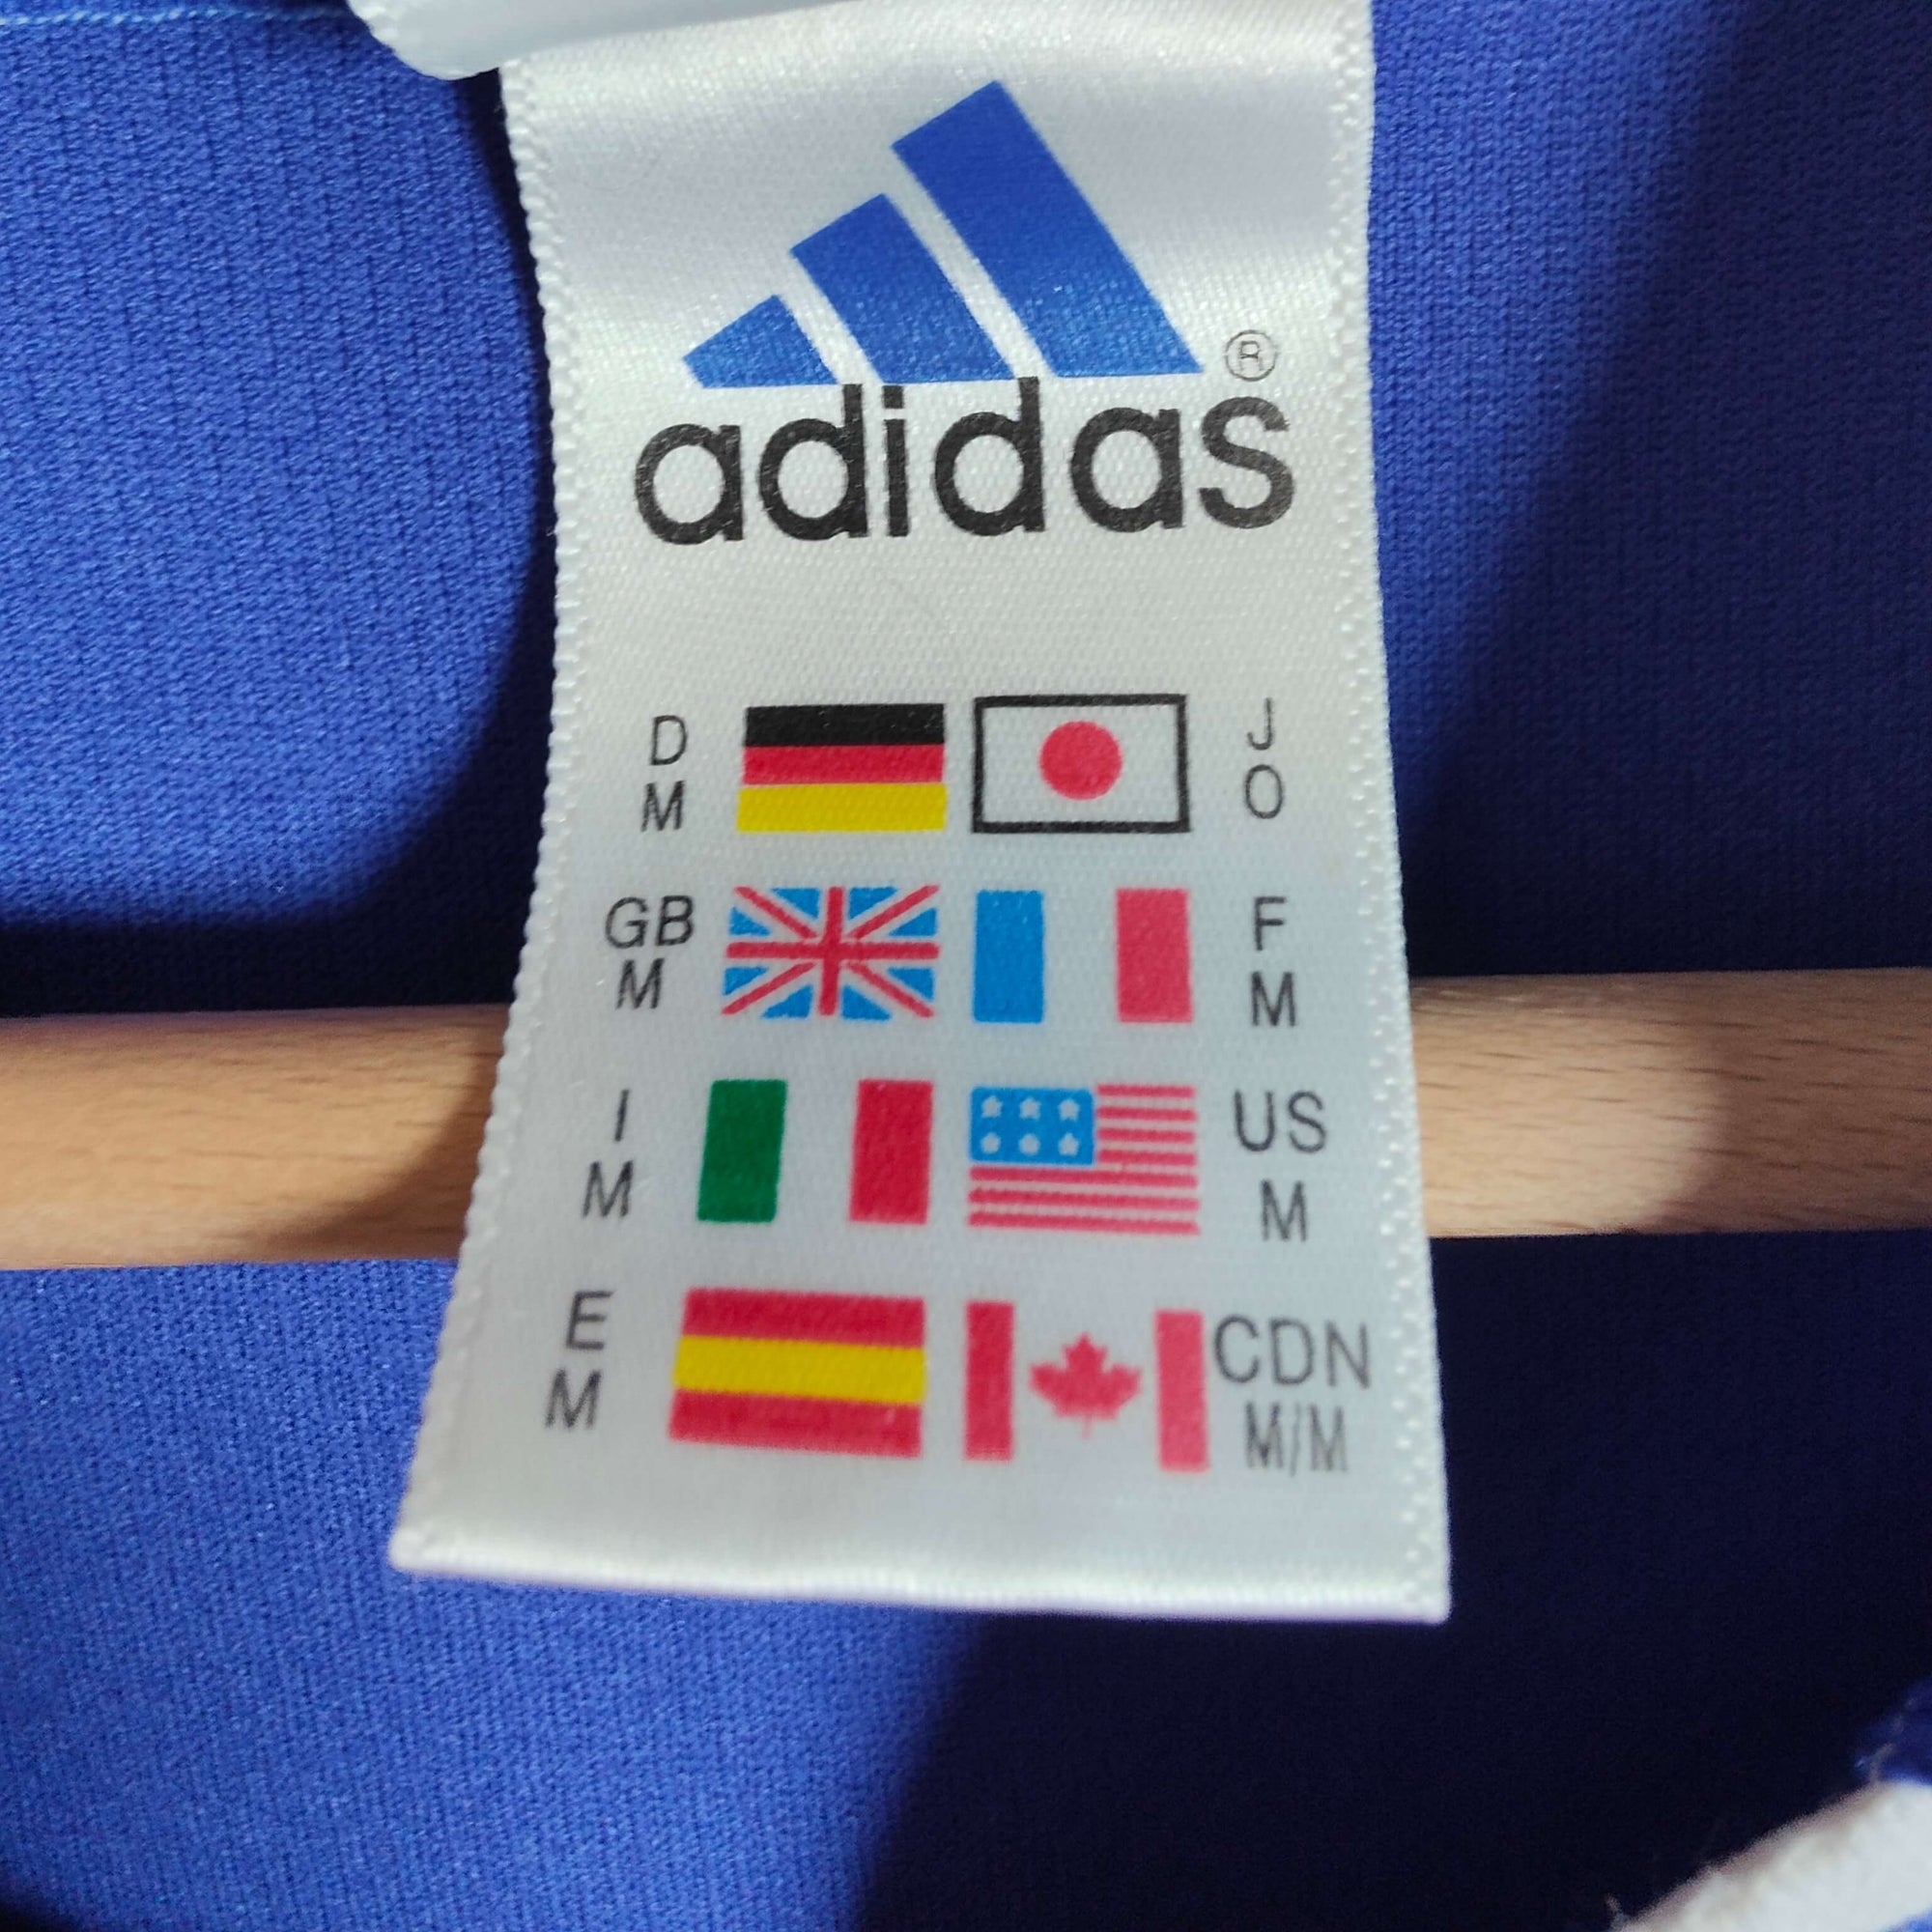 ®
adidas
D J
M O
GB F
M M
I US
M M
E CDN
M M/M